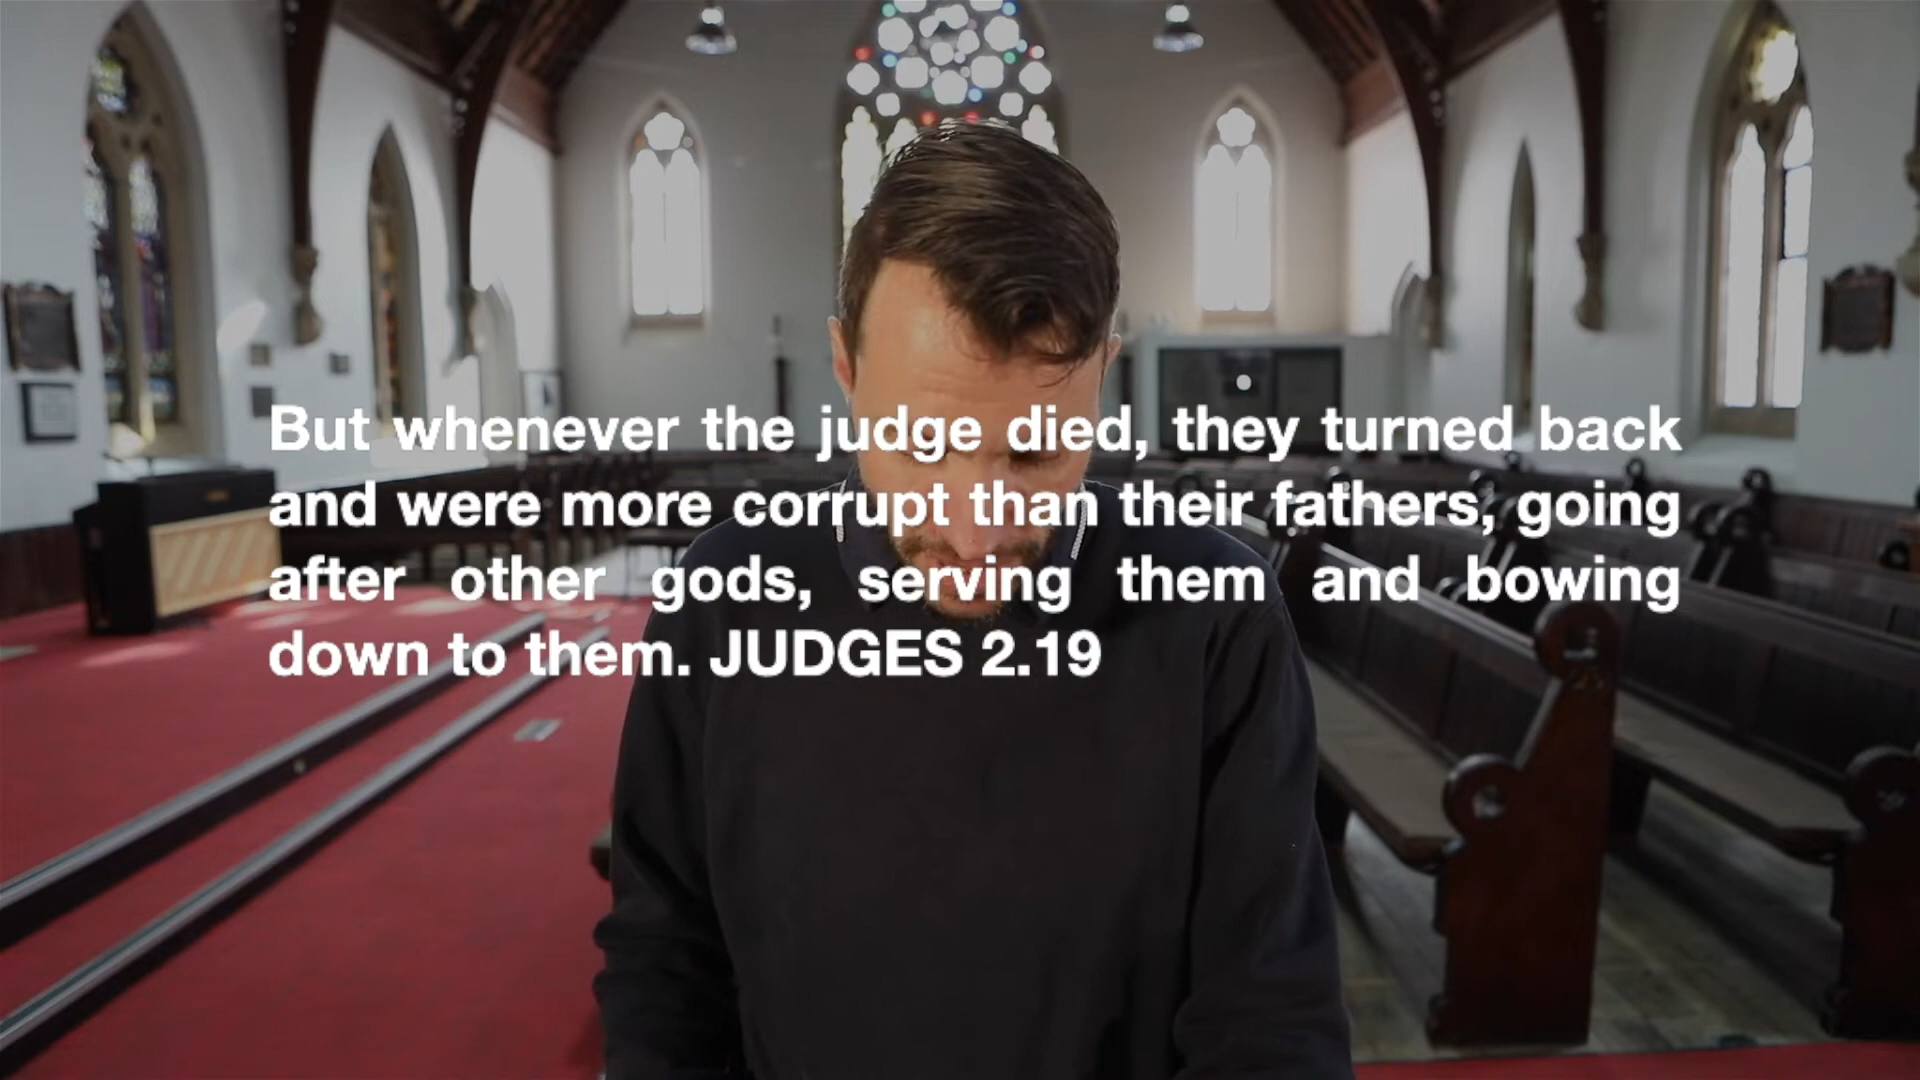 But whenever the judge died, they turned back
and were more corrupt than their fathers, going
after other gods, serving them and bowing
down to them. JUDGES 2.19